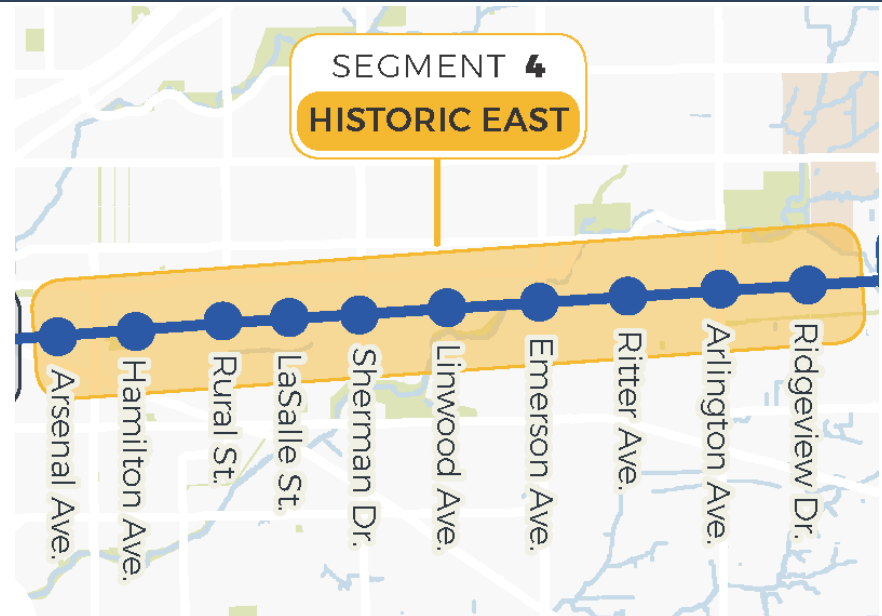 SEGMENT 4
HISTORIC EAST
Arsenal Ave.
Hamilton Ave.
Rural St.
LaSalle St.
Sherman Dr.
Linwood Ave.
Emerson Ave.
Ritter Ave.
Arlington Ave.
Ridgeview Dr.